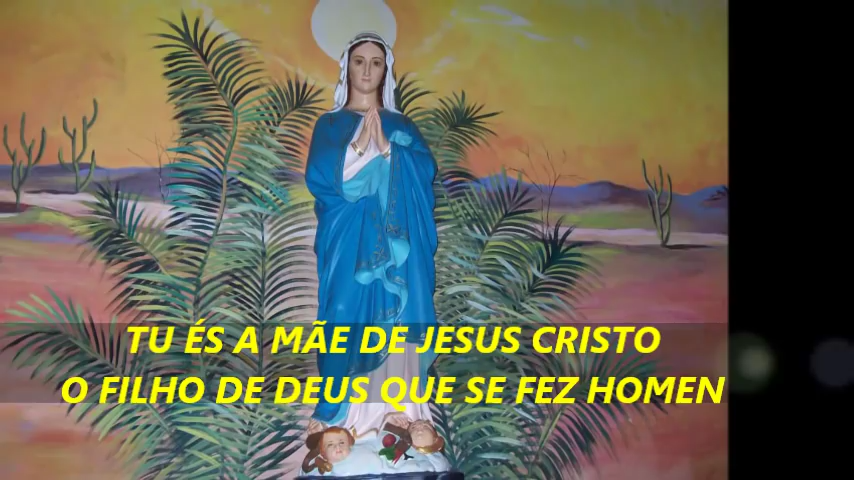 TU ÉS A MÃE DE JESUS CRISTO
O FILHO DE DEUS QUE SE FEZ HOMEN